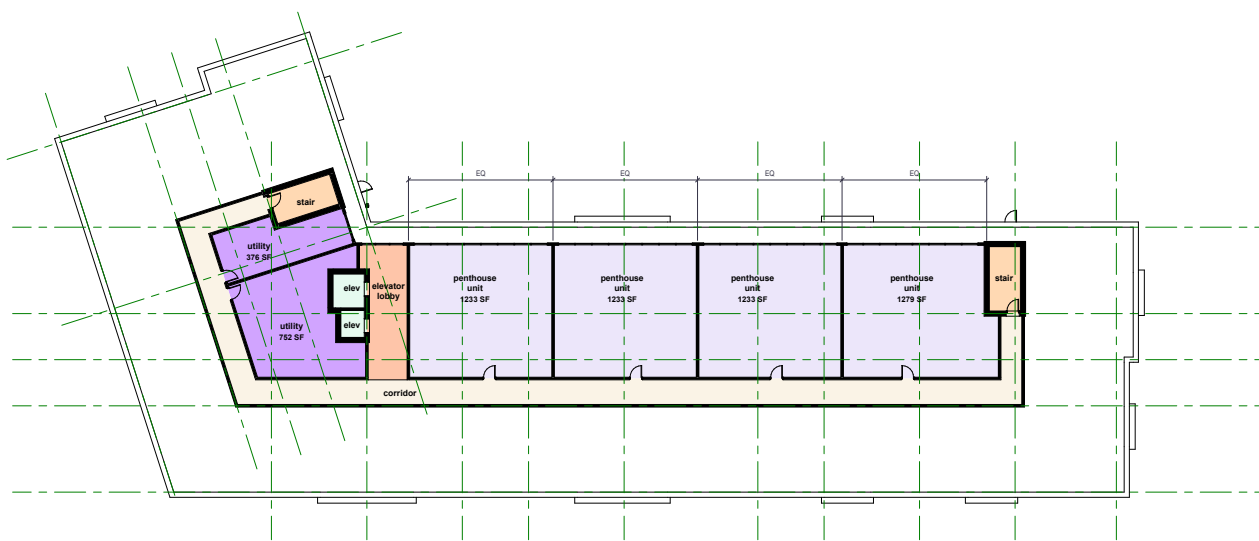 EQ
EQ
EQ
EQ
stair
utility
376 SF
elev
elevator
lobby
elev
utility
752 SF
penthouse
unit
1233 SF
penthouse
unit
1233 SF
penthouse
unit
1233 SF
penthouse
unit
1279 SF
stair
corridor